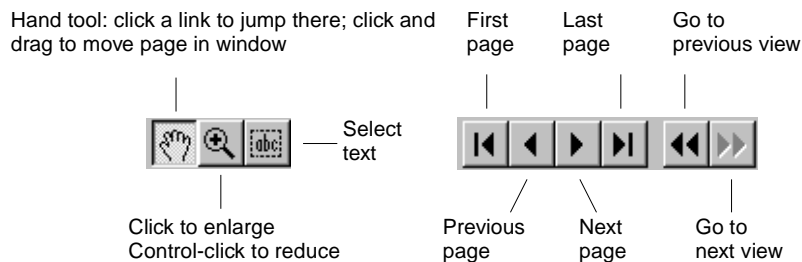 Hand tool: click a link to jump there; click and
drag to move page in window
First
page
Last
page
Go to
previous view
abc
Select
text
Click to enlarge
Control-click to reduce
Previous
page
Next
page
Go to
next view